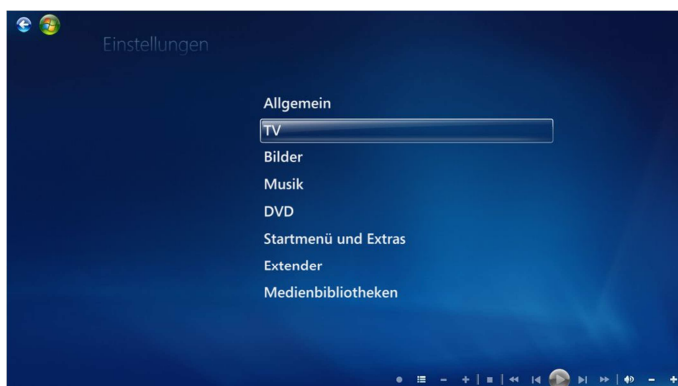 Einstellungen
Allgemein
TV
Bilder
Musik
DVD
Startmenü und Extras
Extender
Medienbibliotheken